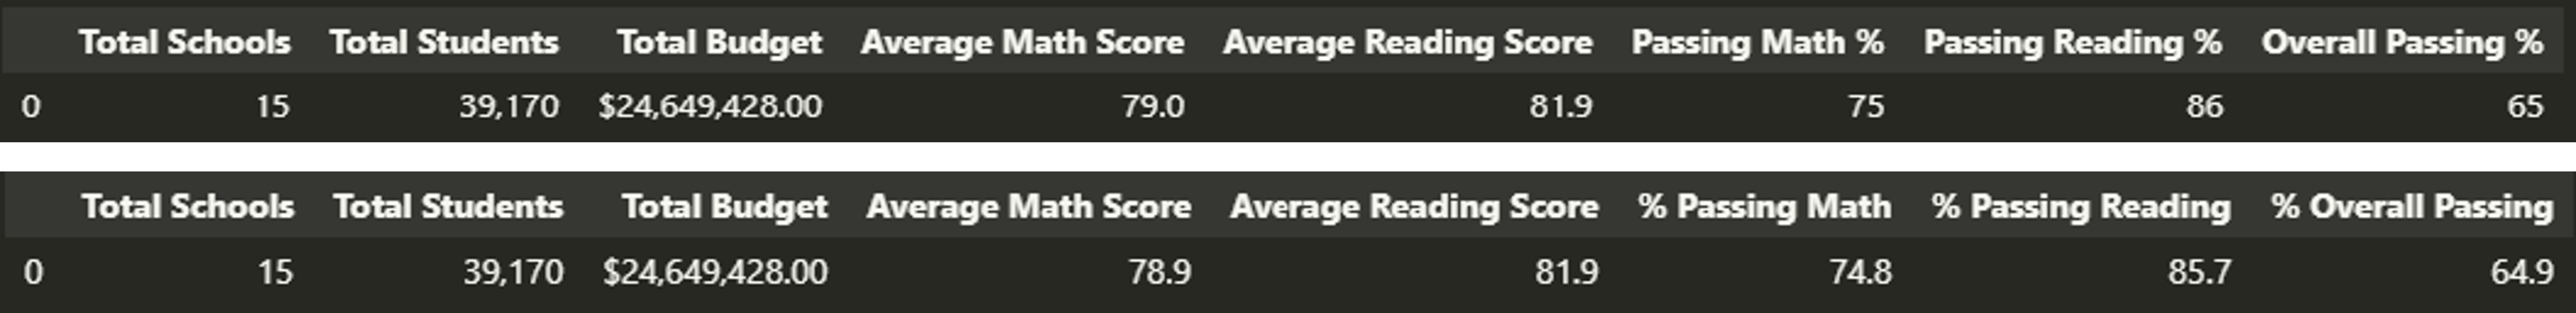 Total Schools Total Students Total Budget Average Math Score Average Reading Score Passing Math % Passing Reading % Overall Passing %
0 15 39,170 $24,649,428.00 79.0 81.9 75 86 65
Total Schools Total Students Total Budget Average Math Score Average Reading Score % Passing Math % Passing Reading % Overall Passing
0 15 39,170 $24,649,428.00 78.9 81.9 74.8 85.7 64.9